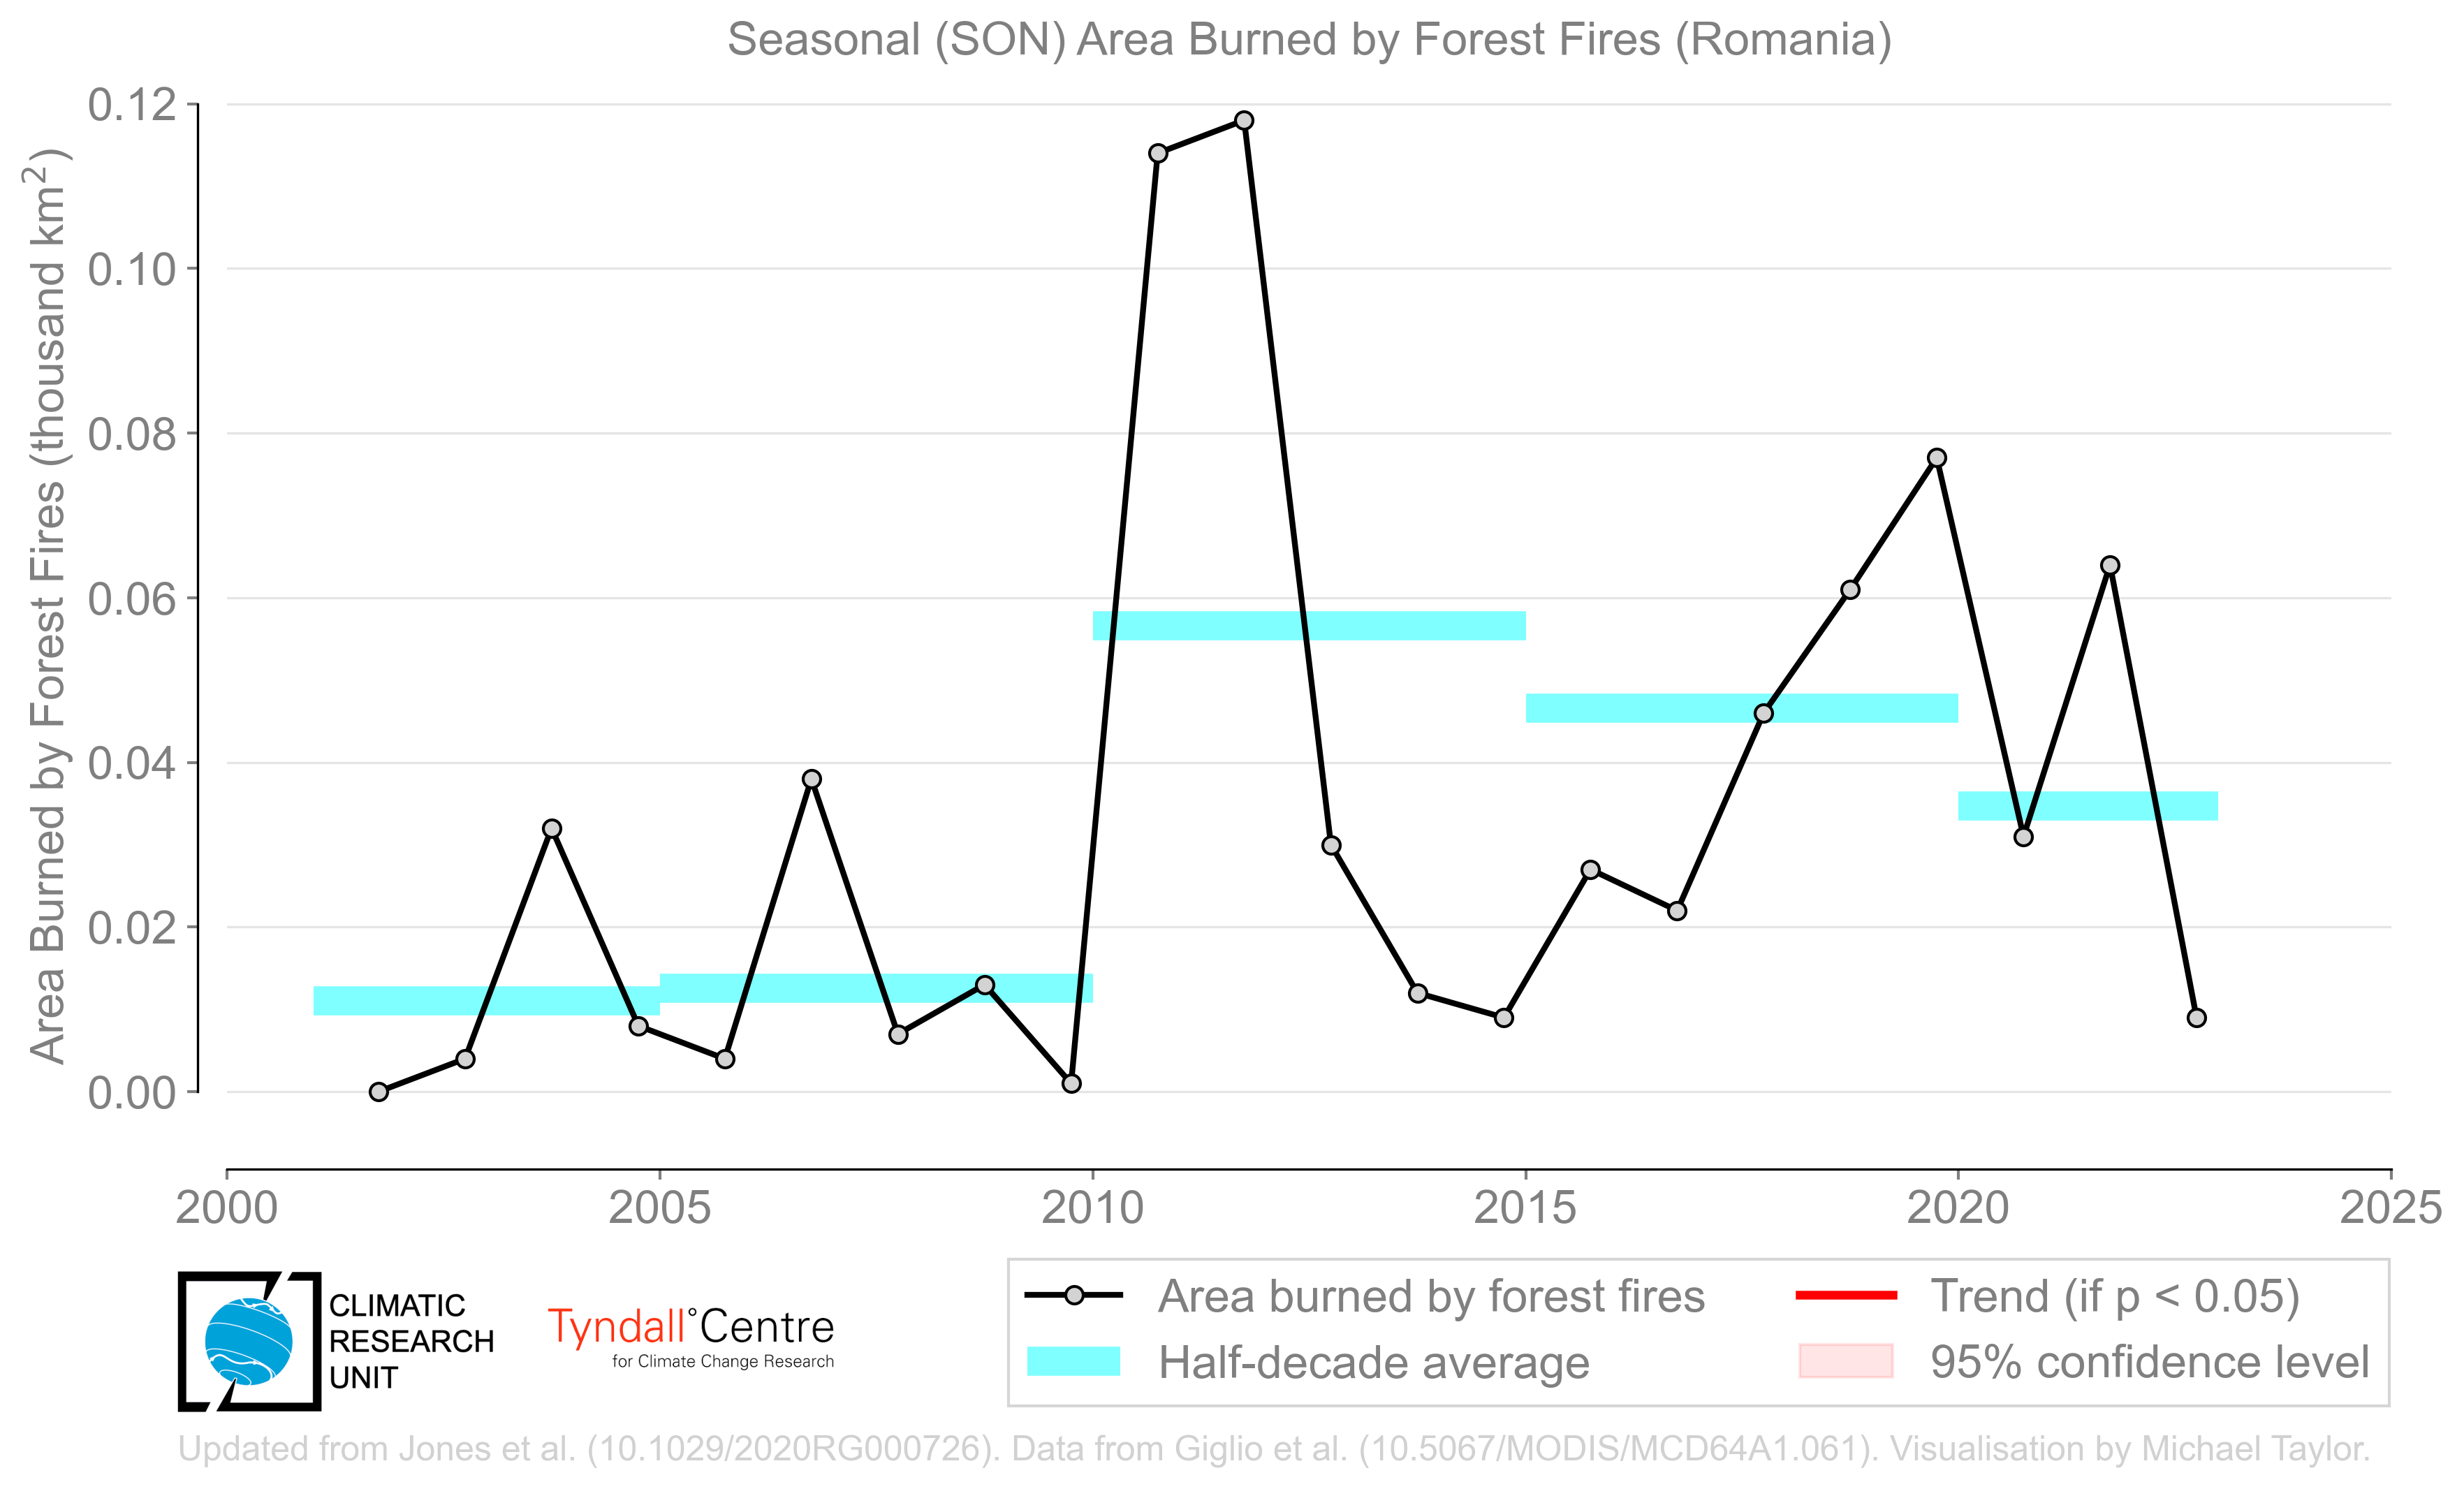 Seasonal (SON) Area Burned by Forest Fires (Romania)
Area Burned by Forest Fires (thousand km²)
0.12
0.10
0.08
0.06
0.04
0.02
0.00
2000 2005 2010 2015 2020 2025
CLIMATIC
RESEARCH
UNIT
Tyndall°Centre
for Climate Change Research
Area burned by forest fires
Half-decade average
Trend (if p < 0.05)
95% confidence level
Updated from Jones et al. (10.1029/2020RG000726). Data from Giglio et al. (10.5067/MODIS/MCD64A1.061). Visualisation by Michael Taylor.